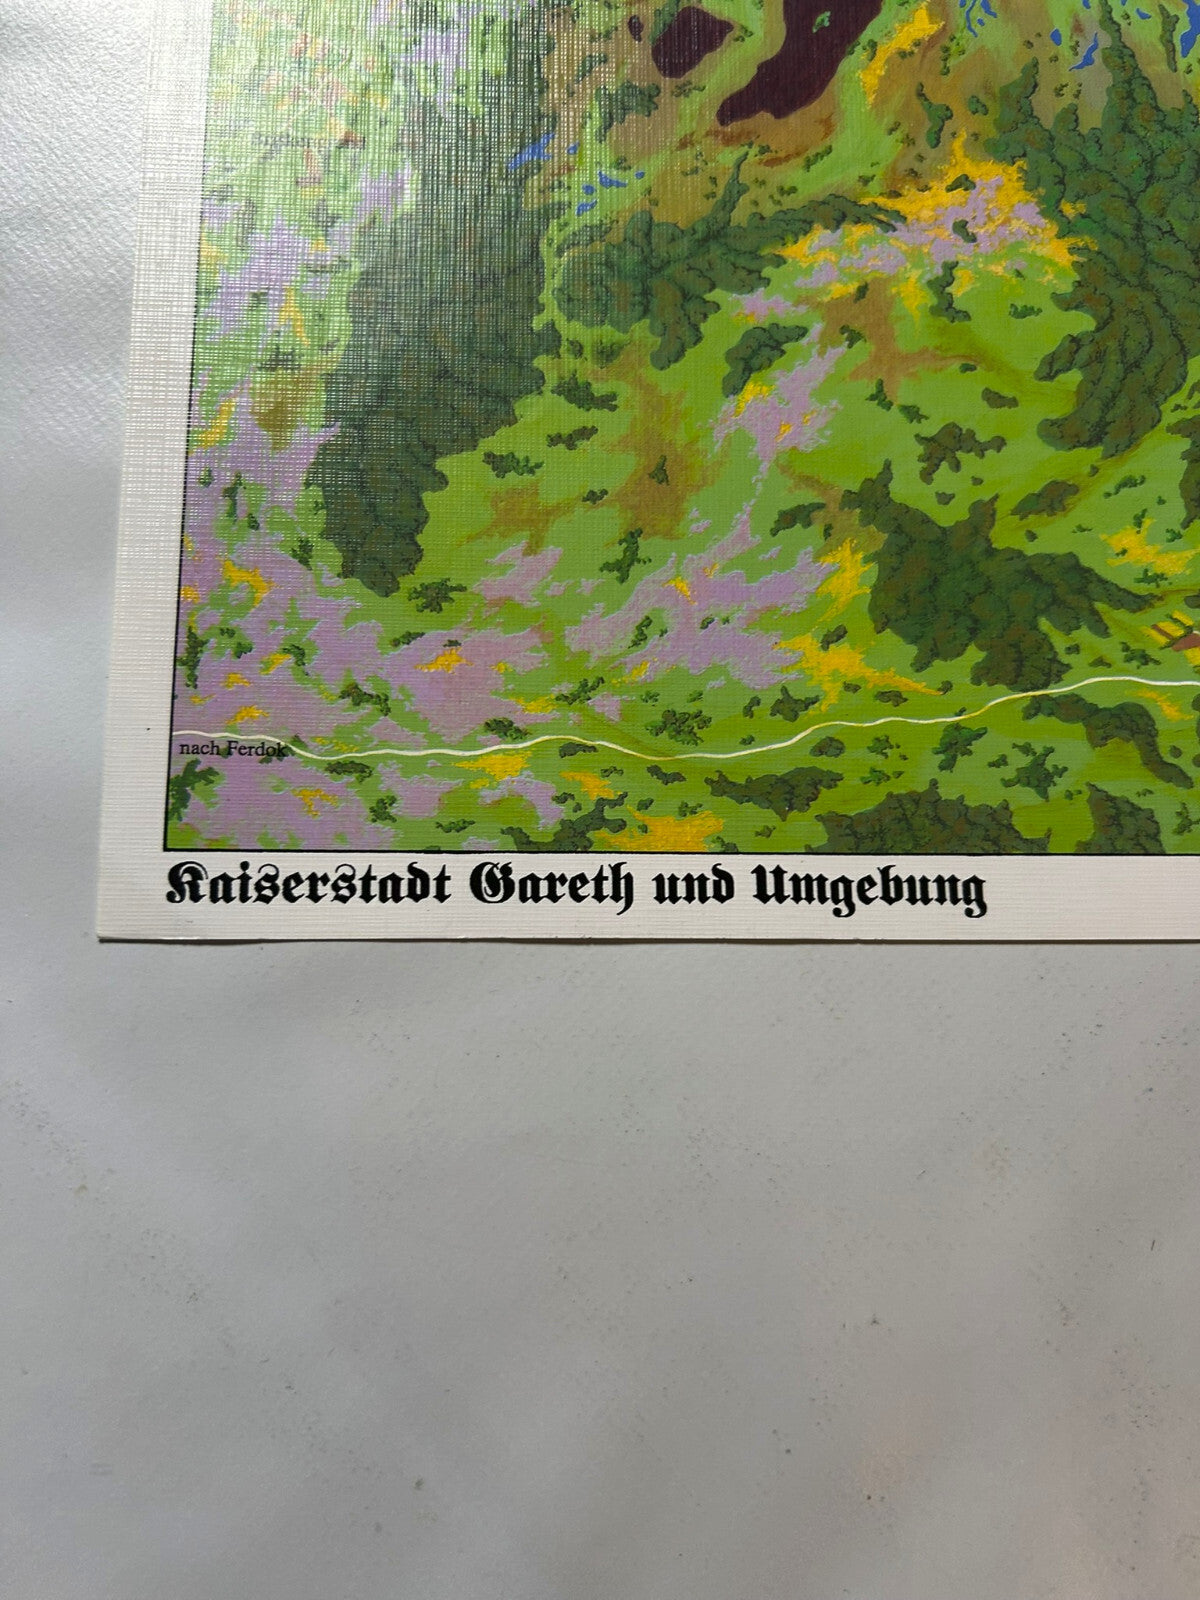 nach Ferdok
Kaiserstadt Gareth und Umgebung